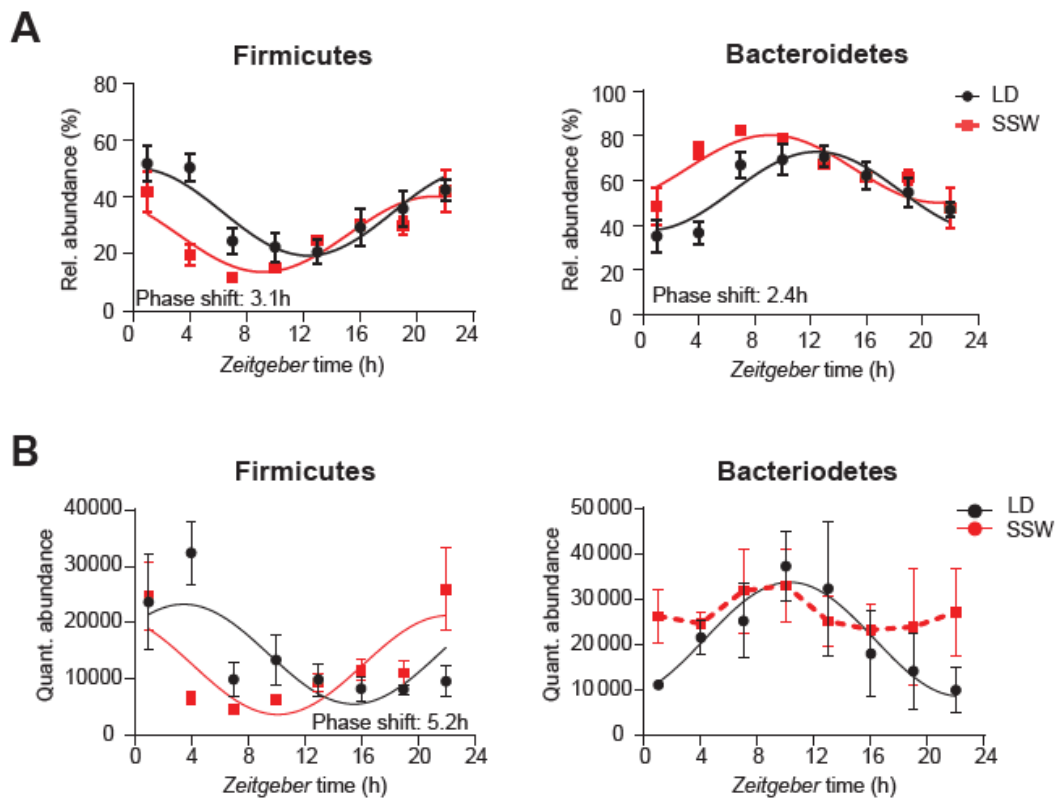 A
Firmicutes
Rel. abundance (%)
80
60
40
20
0
0 4 8 12 16 20 24
Phase shift: 3.1h
Zeitgeber time (h)
Bacteroidetes
Rel. abundance (%)
100
80
60
40
20
0
0 4 8 12 16 20 24
Phase shift: 2.4h
Zeitgeber time (h)
LD
SSW
B
Firmicutes
Quant. abundance
40000
30000
20000
10000
0
0 4 8 12 16 20 24
Phase shift: 5.2h
Zeitgeber time (h)
Bacteriodetes
Quant. abundance
50 000
40 000
30 000
20 000
10 000
0
0 4 8 12 16 20 24
Zeitgeber time (h)
LD
SSW